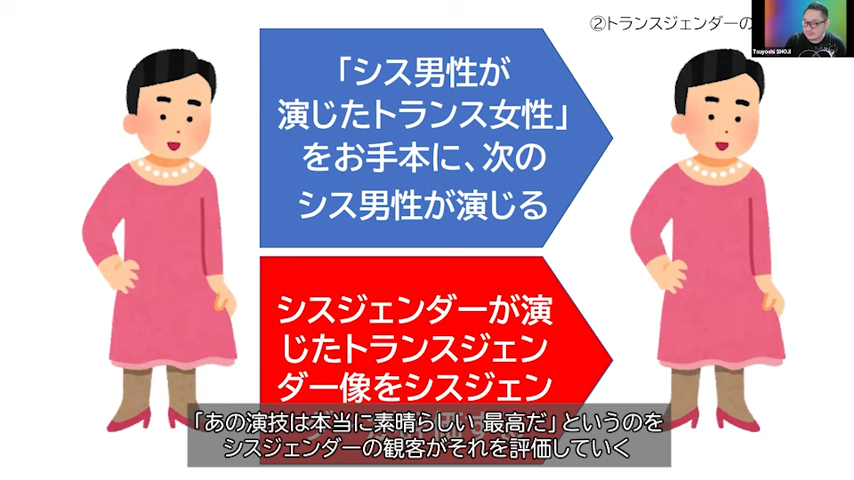 ②トランスジェンダーの
Tsuyoshi SHOJI
「シス男性が
演じたトランス女性」
をお手本に、次の
シス男性が演じる
シスジェンダーが演
じたトランスジェン
ダー像をシスジェン
「あの演技は本当に素晴らしい 最高だ」というのを
シスジェンダーの観客がそれを評価していく